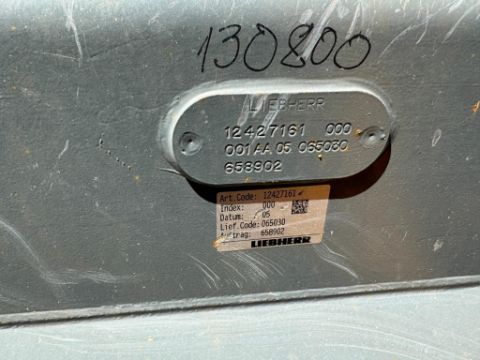 130800
LIEBHERR
12427161 000
001AA 05 065030
658902
Art.Code: 12427161
Index: 000
Datum: 05
Lief.Code: 065030
Auftrag: 658902
LIEBHERR